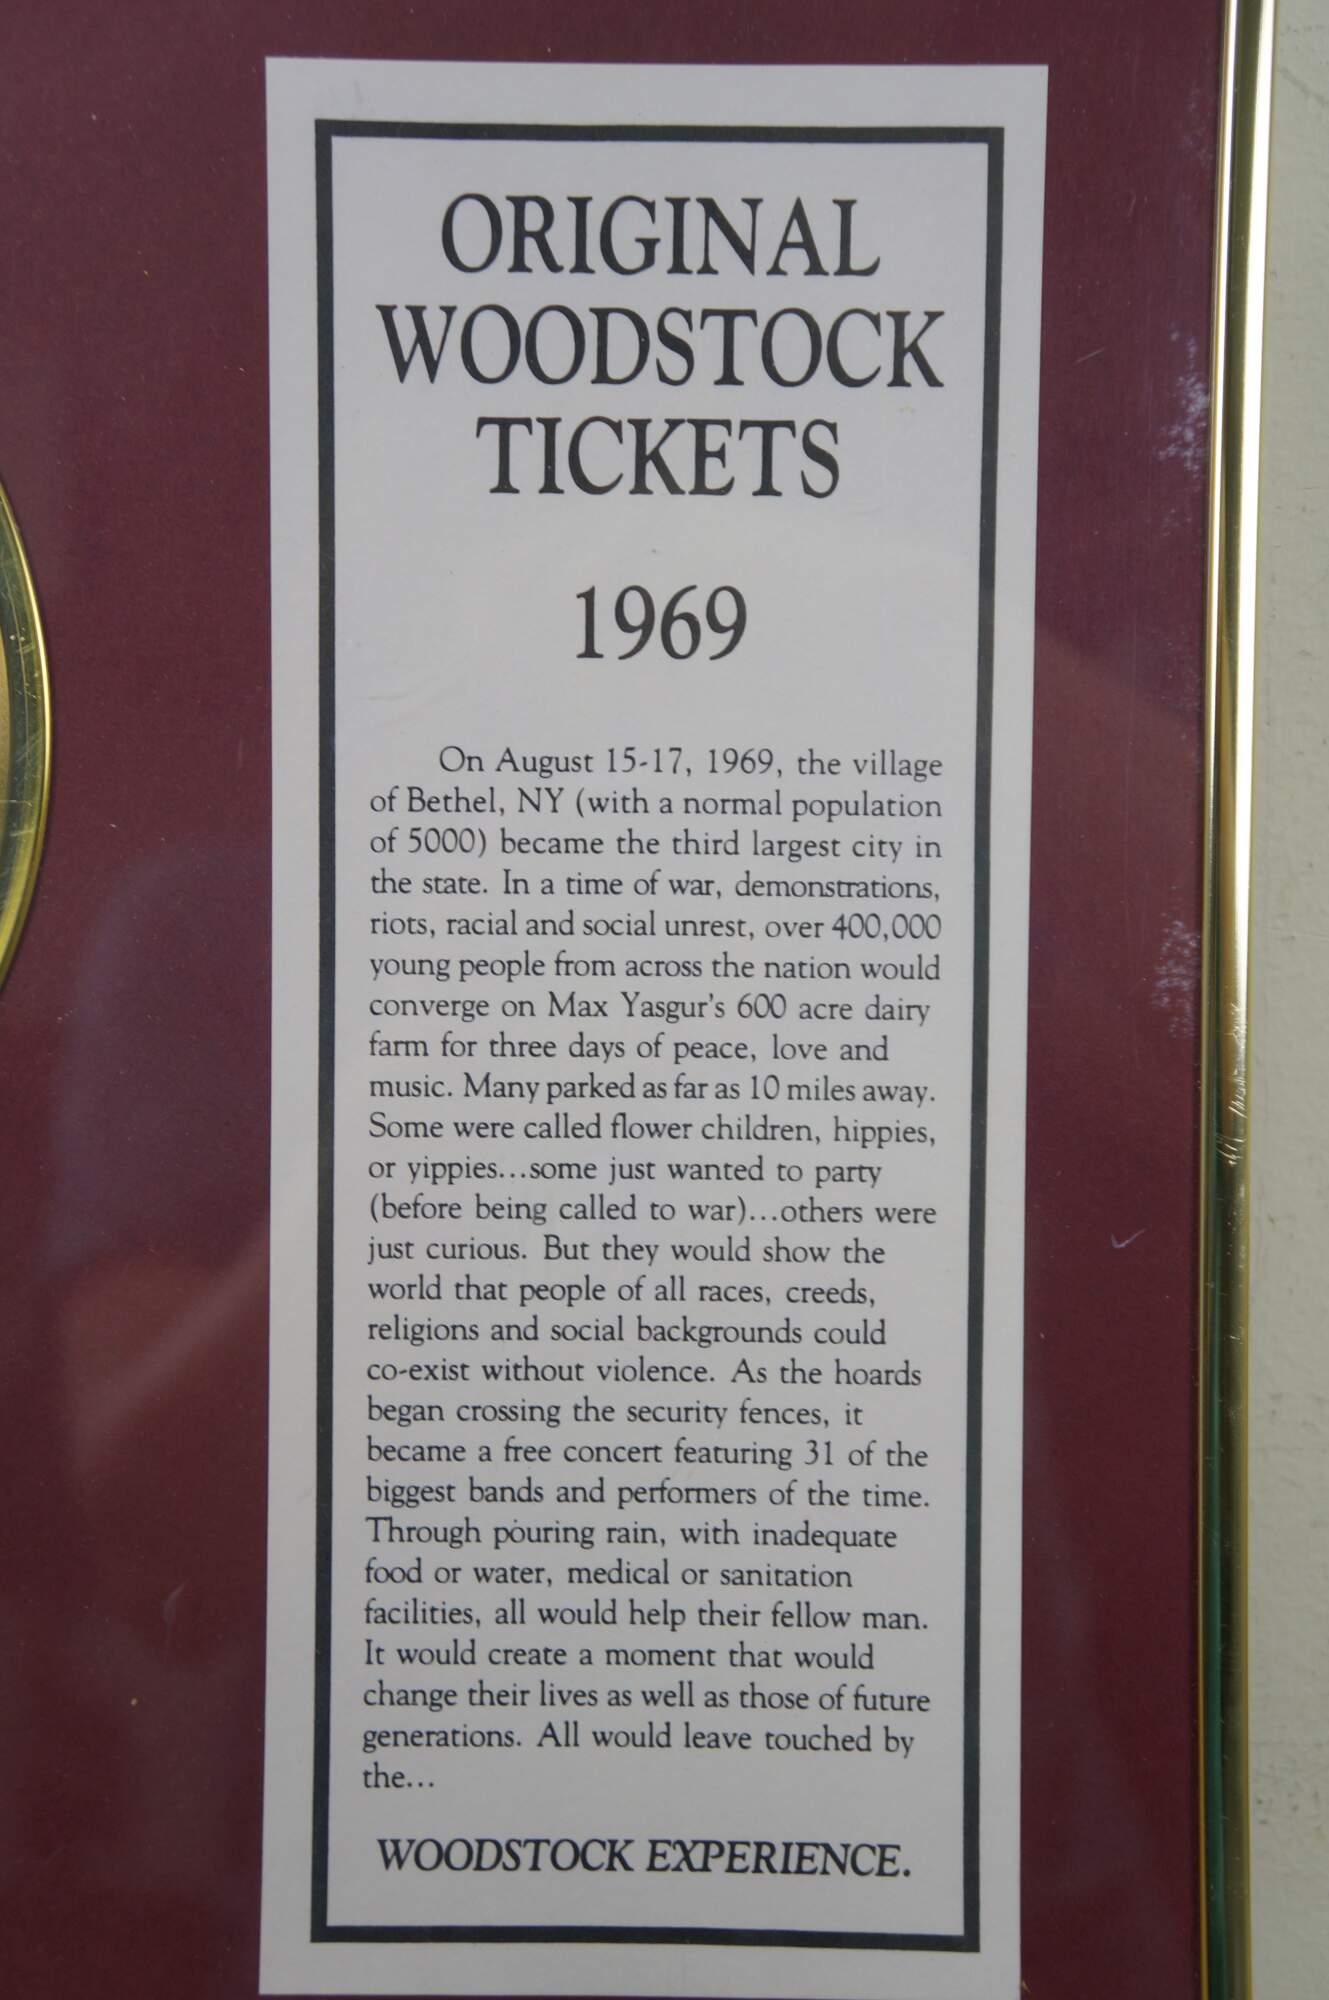 ORIGINAL
WOODSTOCK
TICKETS
1969
On August 15-17, 1969, the village
of Bethel, NY (with a normal population
of 5000) became the third largest city in
the state. In a time of war, demonstrations,
riots, racial and social unrest, over 400,000
young people from across the nation would
converge on Max Yasgur's 600 acre dairy
farm for three days of peace, love and
music. Many parked as far as 10 miles away.
Some were called flower children, hippies,
or yippies...some just wanted to party
(before being called to war)...others were
just curious. But they would show the
world that people of all races, creeds,
religions and social backgrounds could
co-exist without violence. As the hoards
began crossing the security fences, it
became a free concert featuring 31 of the
biggest bands and performers of the time.
Through pouring rain, with inadequate
food or water, medical or sanitation
facilities, all would help their fellow man.
It would create a moment that would
change their lives as well as those of future
generations. All would leave touched by
the...
WOODSTOCK EXPERIENCE.